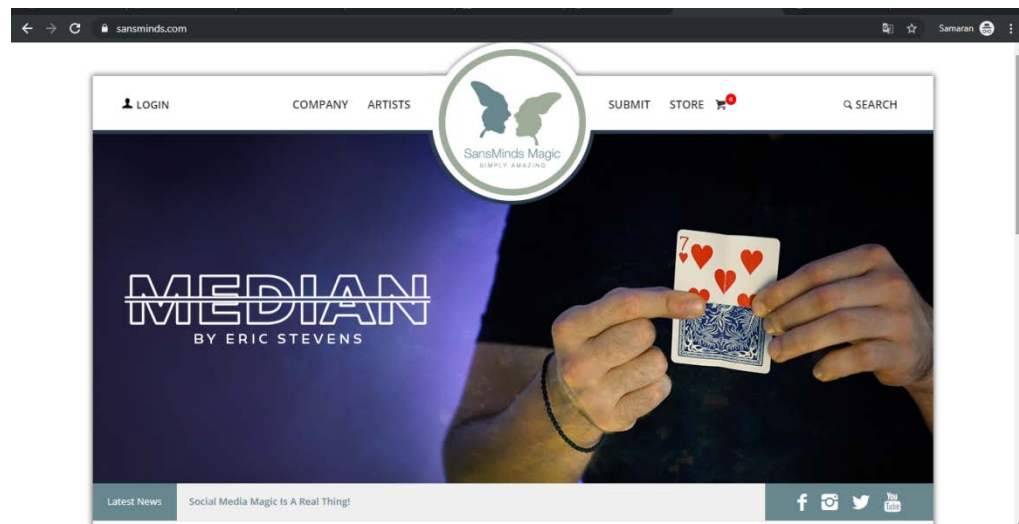 sansminds.com
Samaran
LOGIN
COMPANY ARTISTS
SUBMIT STORE 0
SEARCH
SansMinds Magic
SIMPLY AMAZING
MEDIAN
BY ERIC STEVENS
7
Latest News Social Media Magic Is A Real Thing!
f You Tube